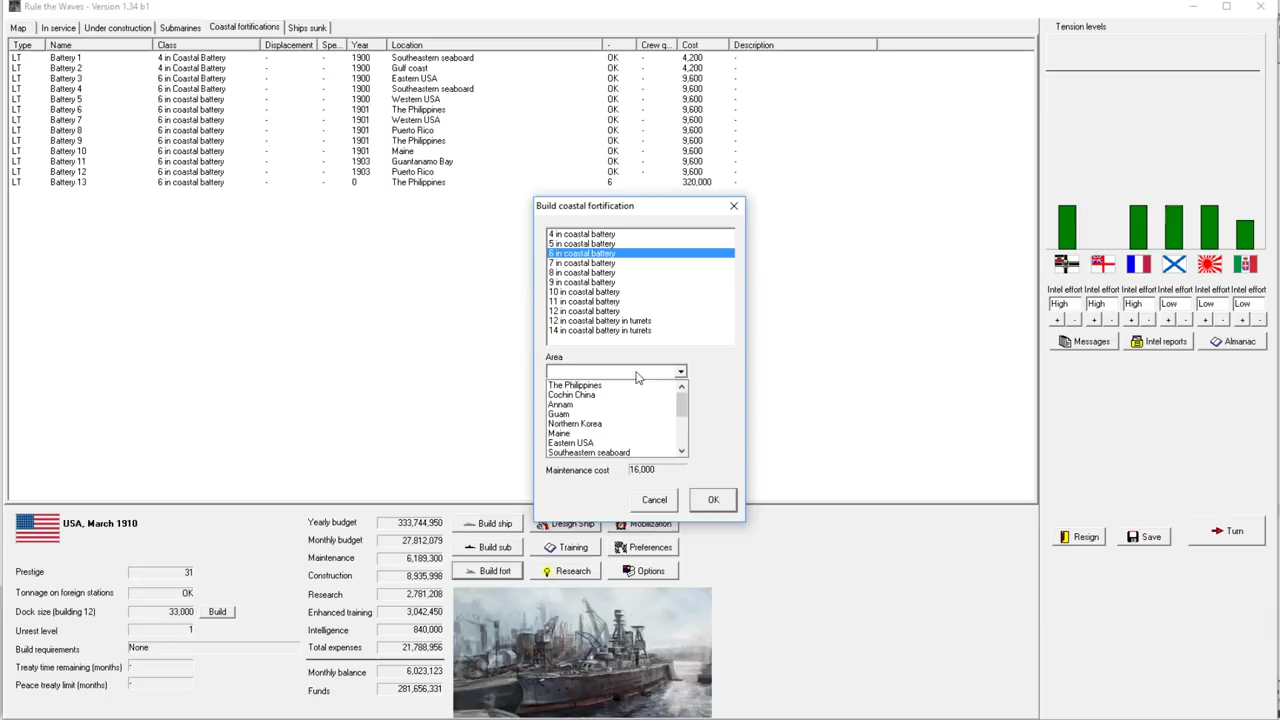 Rule the Waves - Version 1.34 b1
Map In service Under construction Submarines Coastal fortifications Ships sunk
Type Name Class Displacement Spe... Year Location - Crew q... Cost Description
LT Battery 1 4 in Coastal Battery - - 1900 Southeastern seaboard OK - 4,200 -
LT Battery 2 4 in Coastal Battery - - 1900 Gulf coast OK - 4,200 -
LT Battery 3 6 in Coastal Battery - - 1900 Eastern USA OK - 9,600 -
LT Battery 4 6 in Coastal Battery - - 1900 Southeastern seaboard OK - 9,600 -
LT Battery 5 6 in coastal battery - - 1900 Western USA OK - 9,600 -
LT Battery 6 6 in coastal battery - - 1901 The Philippines OK - 9,600 -
LT Battery 7 6 in coastal battery - - 1901 Western USA OK - 9,600 -
LT Battery 8 6 in coastal battery - - 1901 Puerto Rico OK - 9,600 -
LT Battery 9 6 in coastal battery - - 1901 The Philippines OK - 9,600 -
LT Battery 10 6 in coastal battery - - 1901 Maine OK - 9,600 -
LT Battery 11 6 in coastal battery - - 1903 Guantanamo Bay OK - 9,600 -
LT Battery 12 6 in coastal battery - - 1903 Puerto Rico OK - 9,600 -
LT Battery 13 6 in coastal battery - - 0 The Philippines 6 320,000 -
Build coastal fortification
4 in coastal battery
5 in coastal battery
6 in coastal battery
7 in coastal battery
8 in coastal battery
9 in coastal battery
10 in coastal battery
11 in coastal battery
12 in coastal battery
12 in coastal battery in turrets
14 in coastal battery in turrets
Area
The Philippines
Cochin China
Annam
Guam
Northern Korea
Maine
Eastern USA
Southeastern seaboard
Maintenance cost 16,000
Cancel OK
Tension levels
Intel effort Intel effort Intel effort Intel effort Intel effort Intel effort
High High High Low Low Low
+ - + - + - + - + - + -
Messages Intel reports Almanac
Resign Save Turn
USA, March 1910
Prestige 31
Tonnage on foreign stations OK
Dock size (building 12) 33,000 Build
Unrest level 1
Build requirements None
Treaty time remaining (months) -
Peace treaty limit (months) -
Yearly budget 333,744,950
Monthly budget 27,812,079
Maintenance 6,189,300
Construction 8,935,998
Research 2,781,208
Enhanced training 3,042,450
Intelligence 840,000
Total expenses 21,788,956
Monthly balance 6,023,123
Funds 281,656,331
Build ship Design Ship Mobilization
Build sub Training Preferences
Build fort Research Options